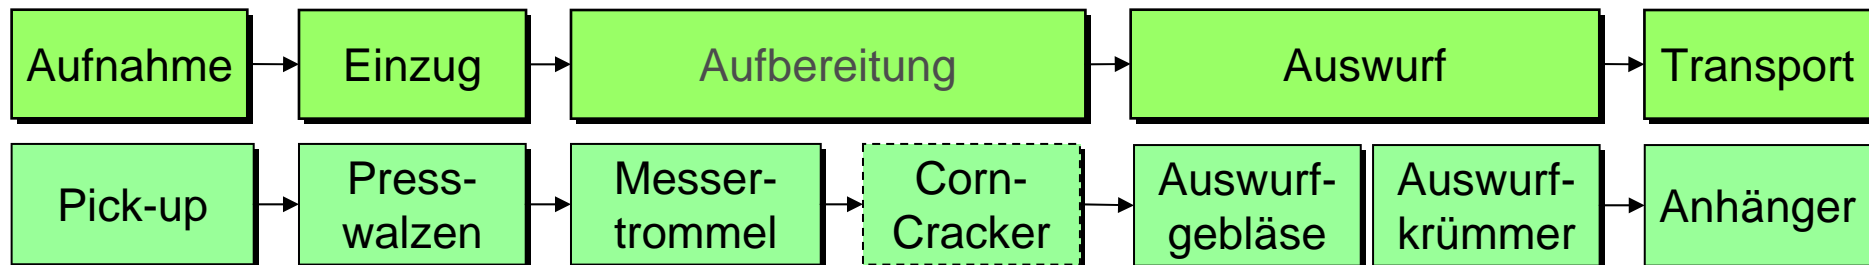 Aufnahme
Einzug
Aufbereitung
Auswurf
Transport
Pick-up
Press-
walzen
Messer-
trommel
Corn-
Cracker
Auswurf-
gebläse
Auswurf-
krümmer
Anhänger